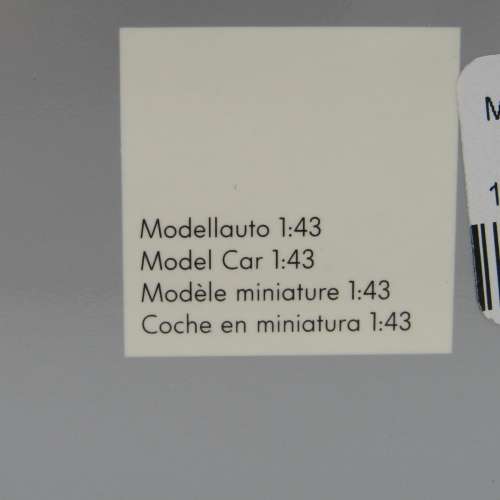 Modellauto 1:43
Model Car 1:43
Modèle miniature 1:43
Coche en miniatura 1:43